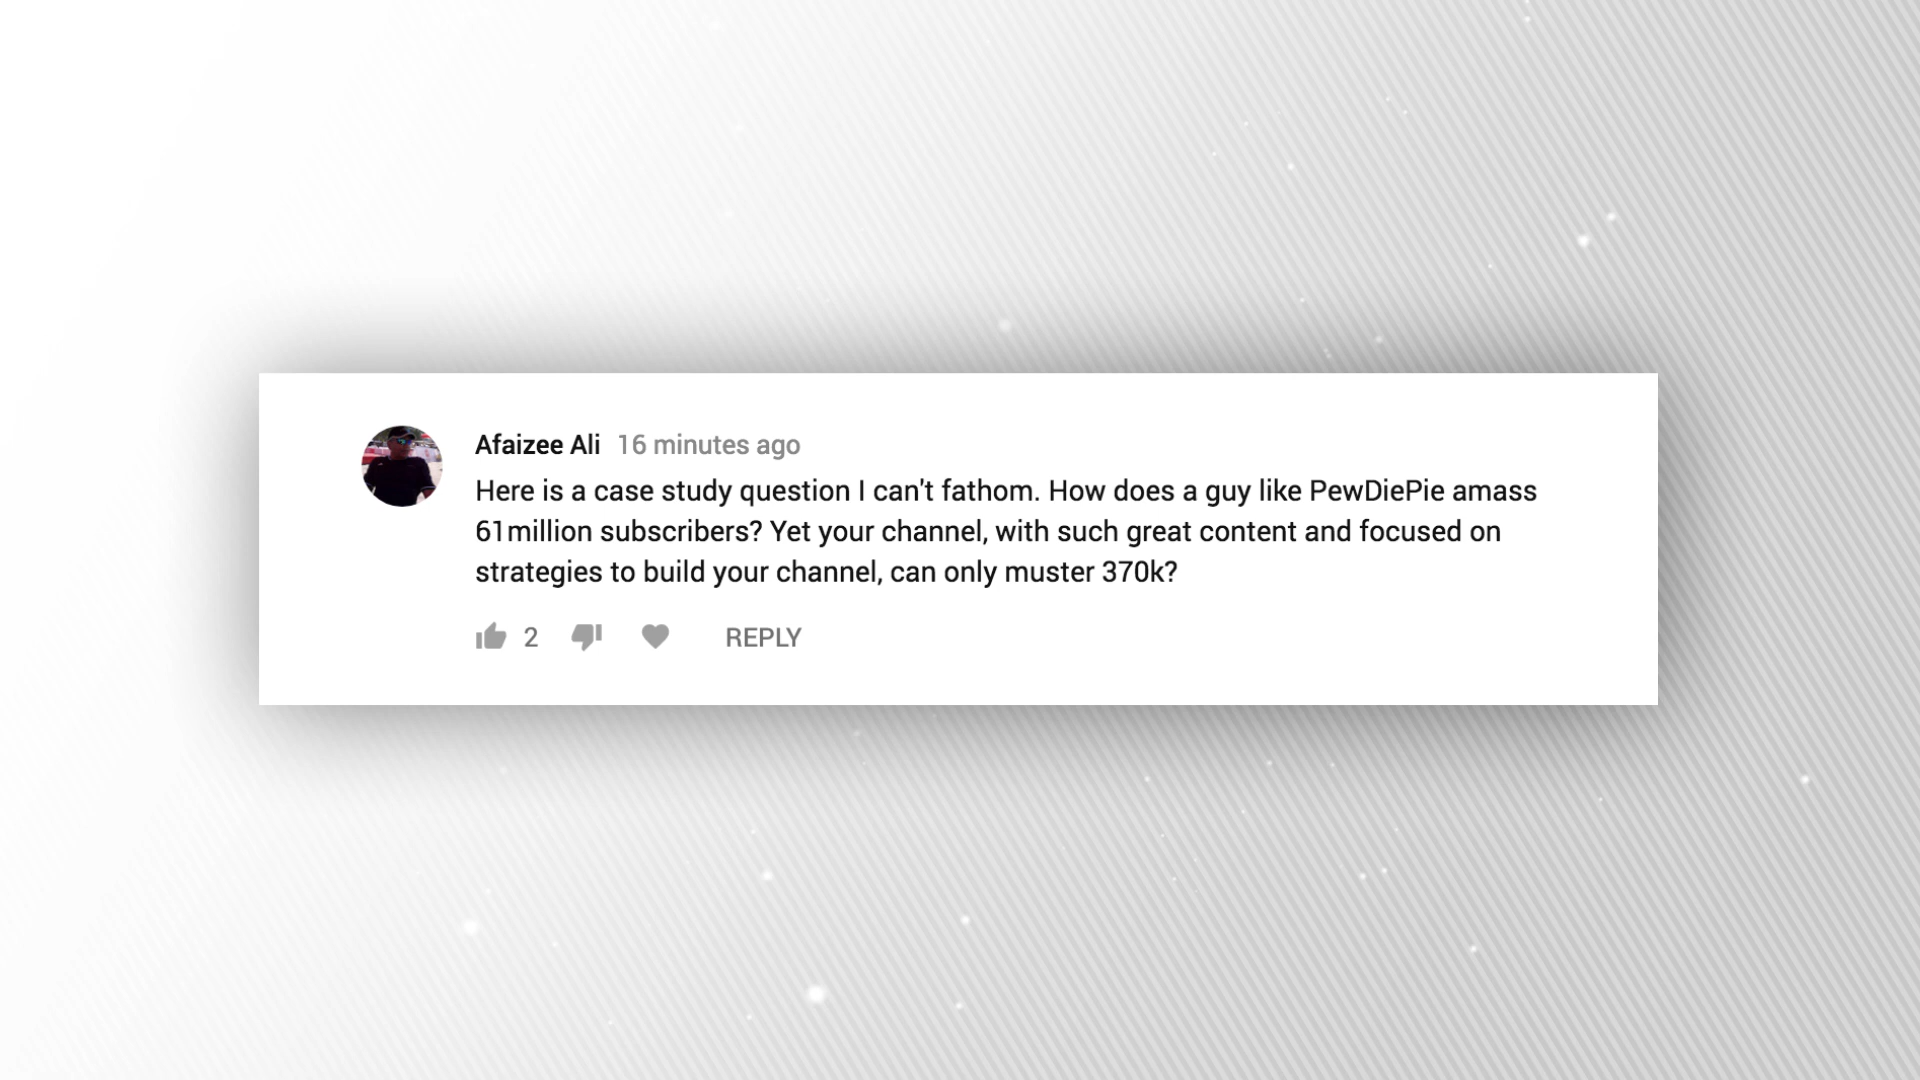 Afaizee Ali 16 minutes ago
Here is a case study question I can't fathom. How does a guy like PewDiePie amass
61million subscribers? Yet your channel, with such great content and focused on
strategies to build your channel, can only muster 370k?
2 REPLY